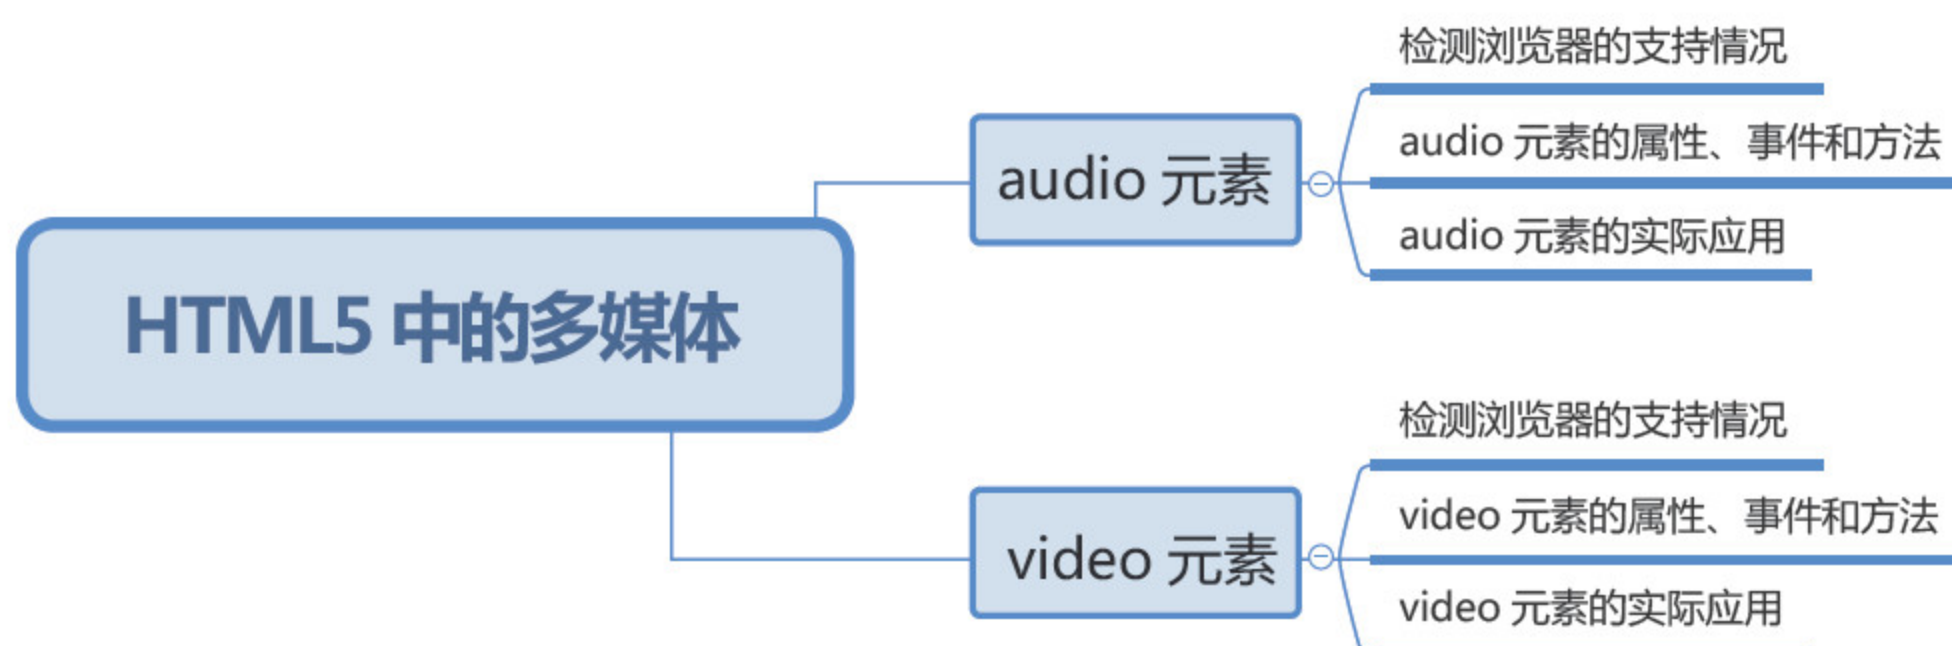 HTML5 中的多媒体
audio 元素
检测浏览器的支持情况
audio 元素的属性、事件和方法
audio 元素的实际应用
video 元素
检测浏览器的支持情况
video 元素的属性、事件和方法
video 元素的实际应用